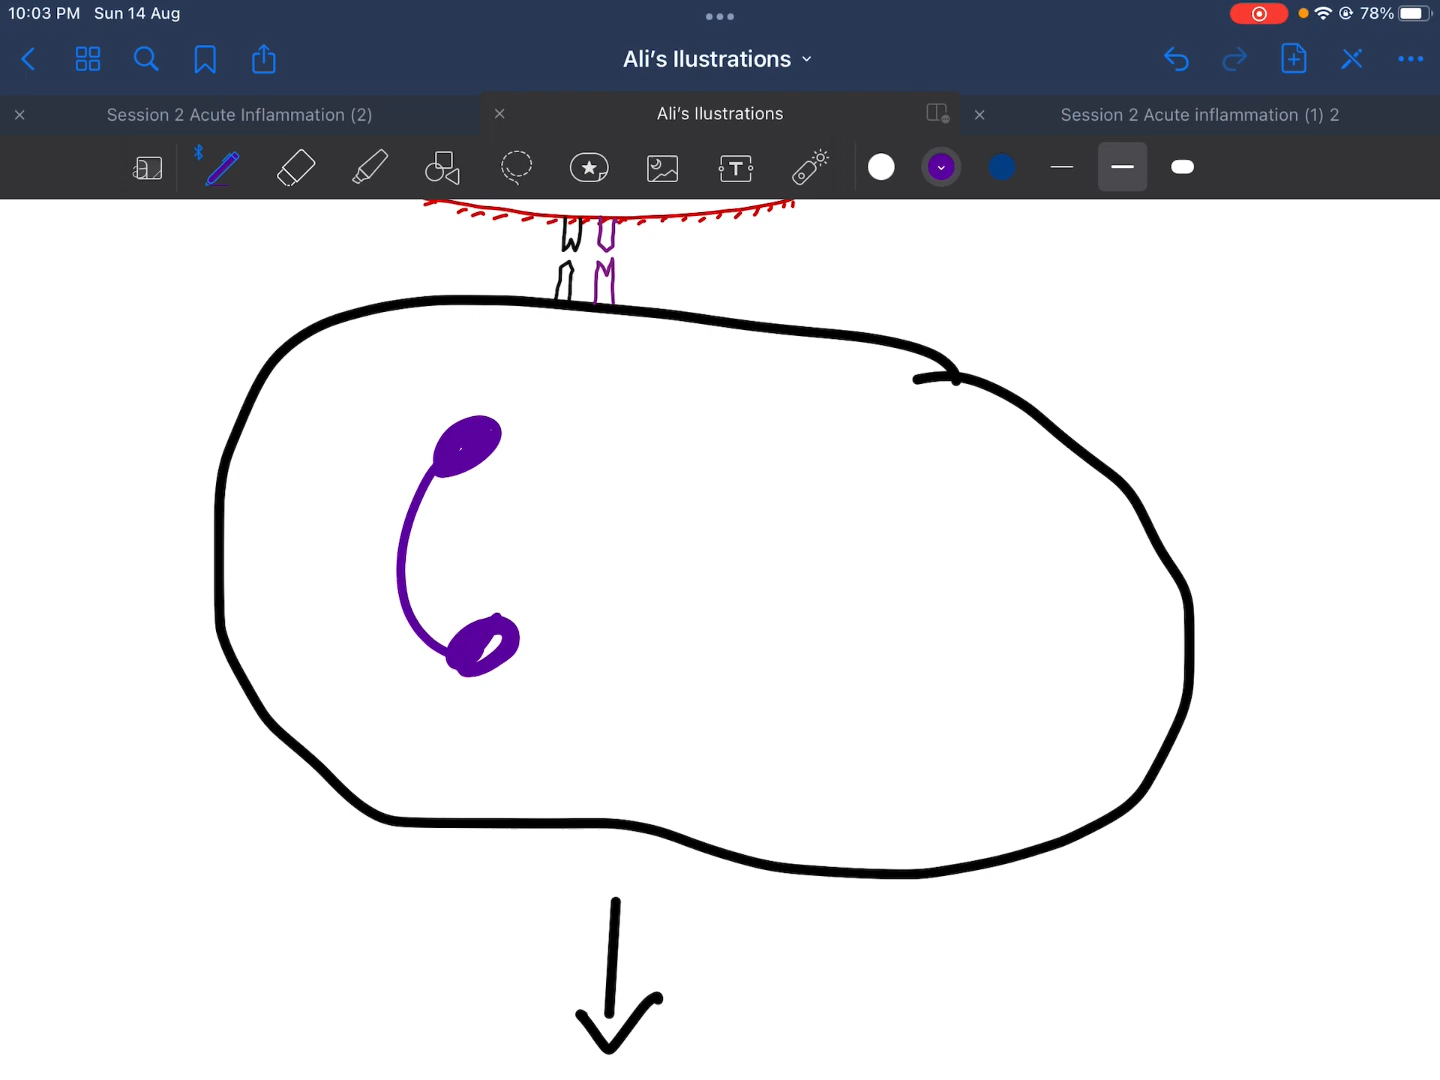 10:03 PM Sun 14 Aug
78%
Ali's Ilustrations
Session 2 Acute Inflammation (2)
Ali's Ilustrations
Session 2 Acute inflammation (1) 2